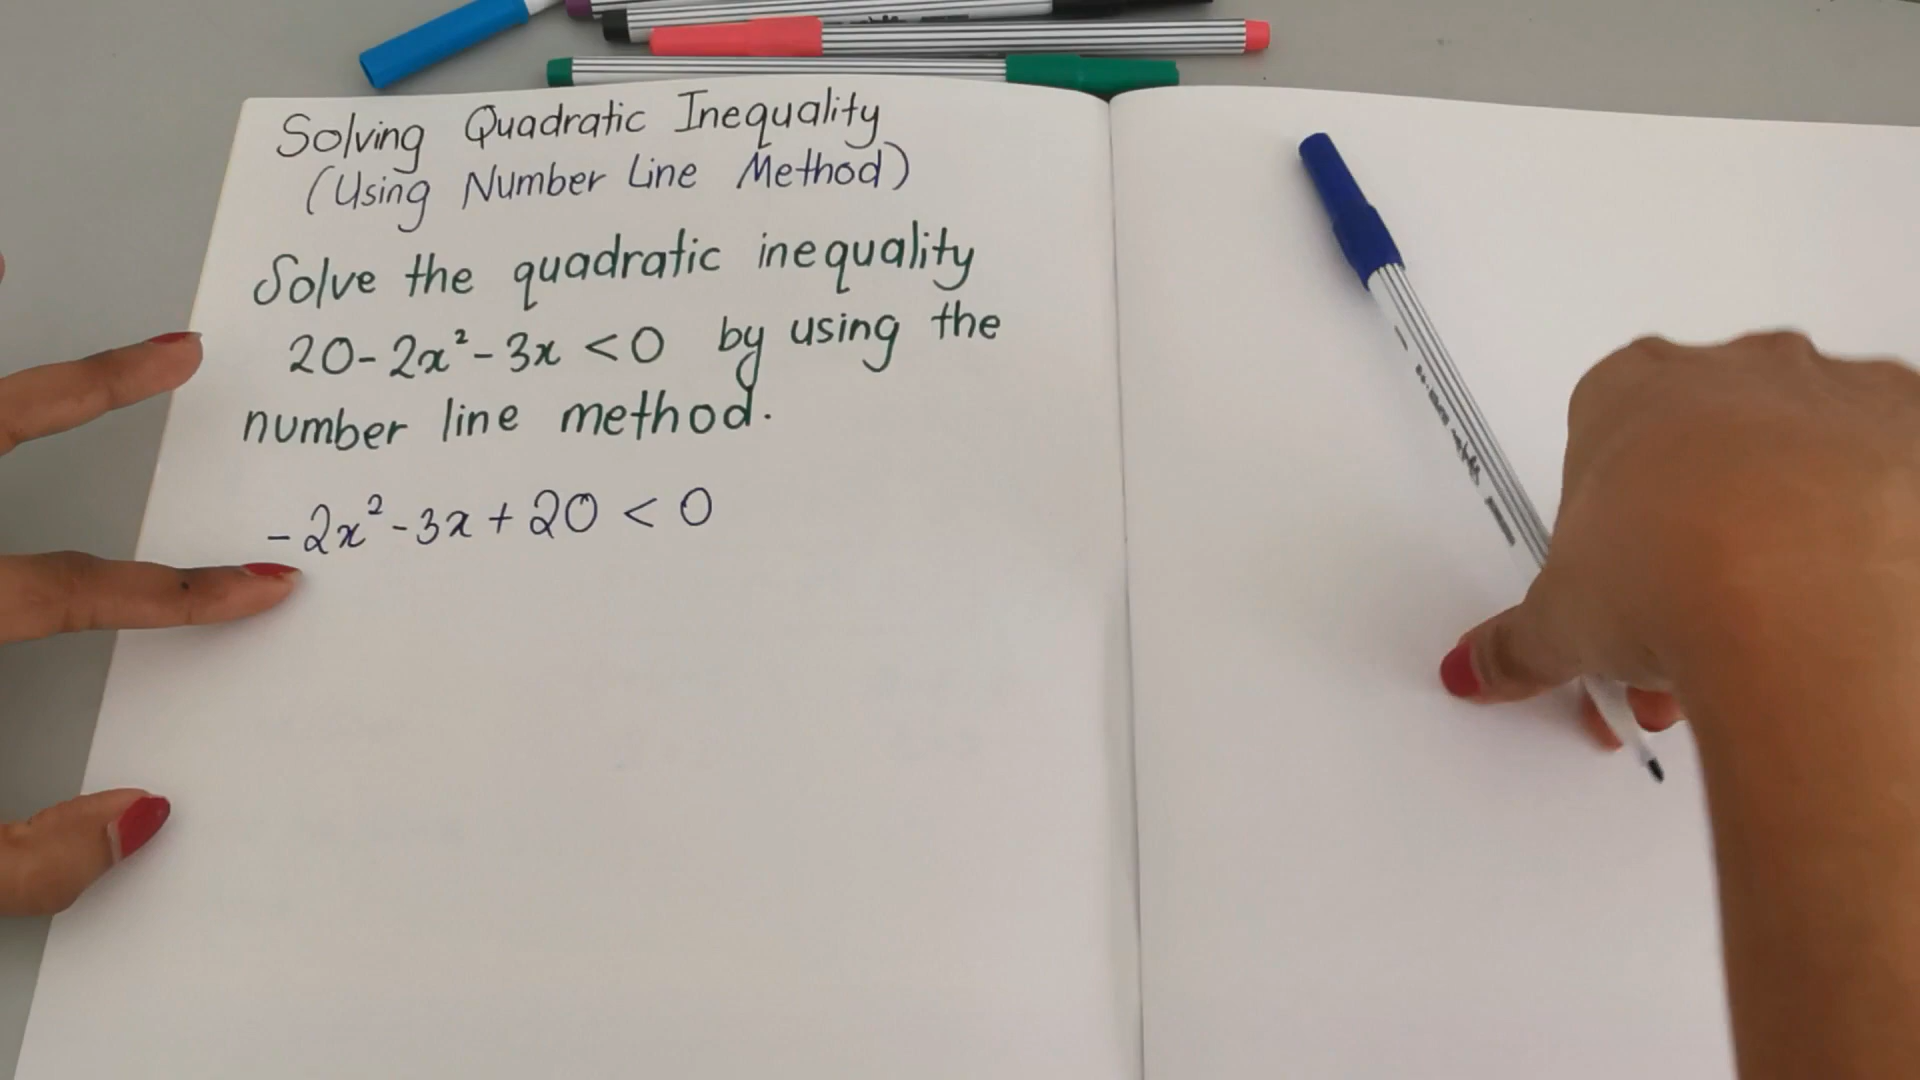 Solving Quadratic Inequality
(Using Number Line Method)
Solve the quadratic inequality
20-2x²-3x <0 by using the
number line method.
-2x²-3x+20 < 0